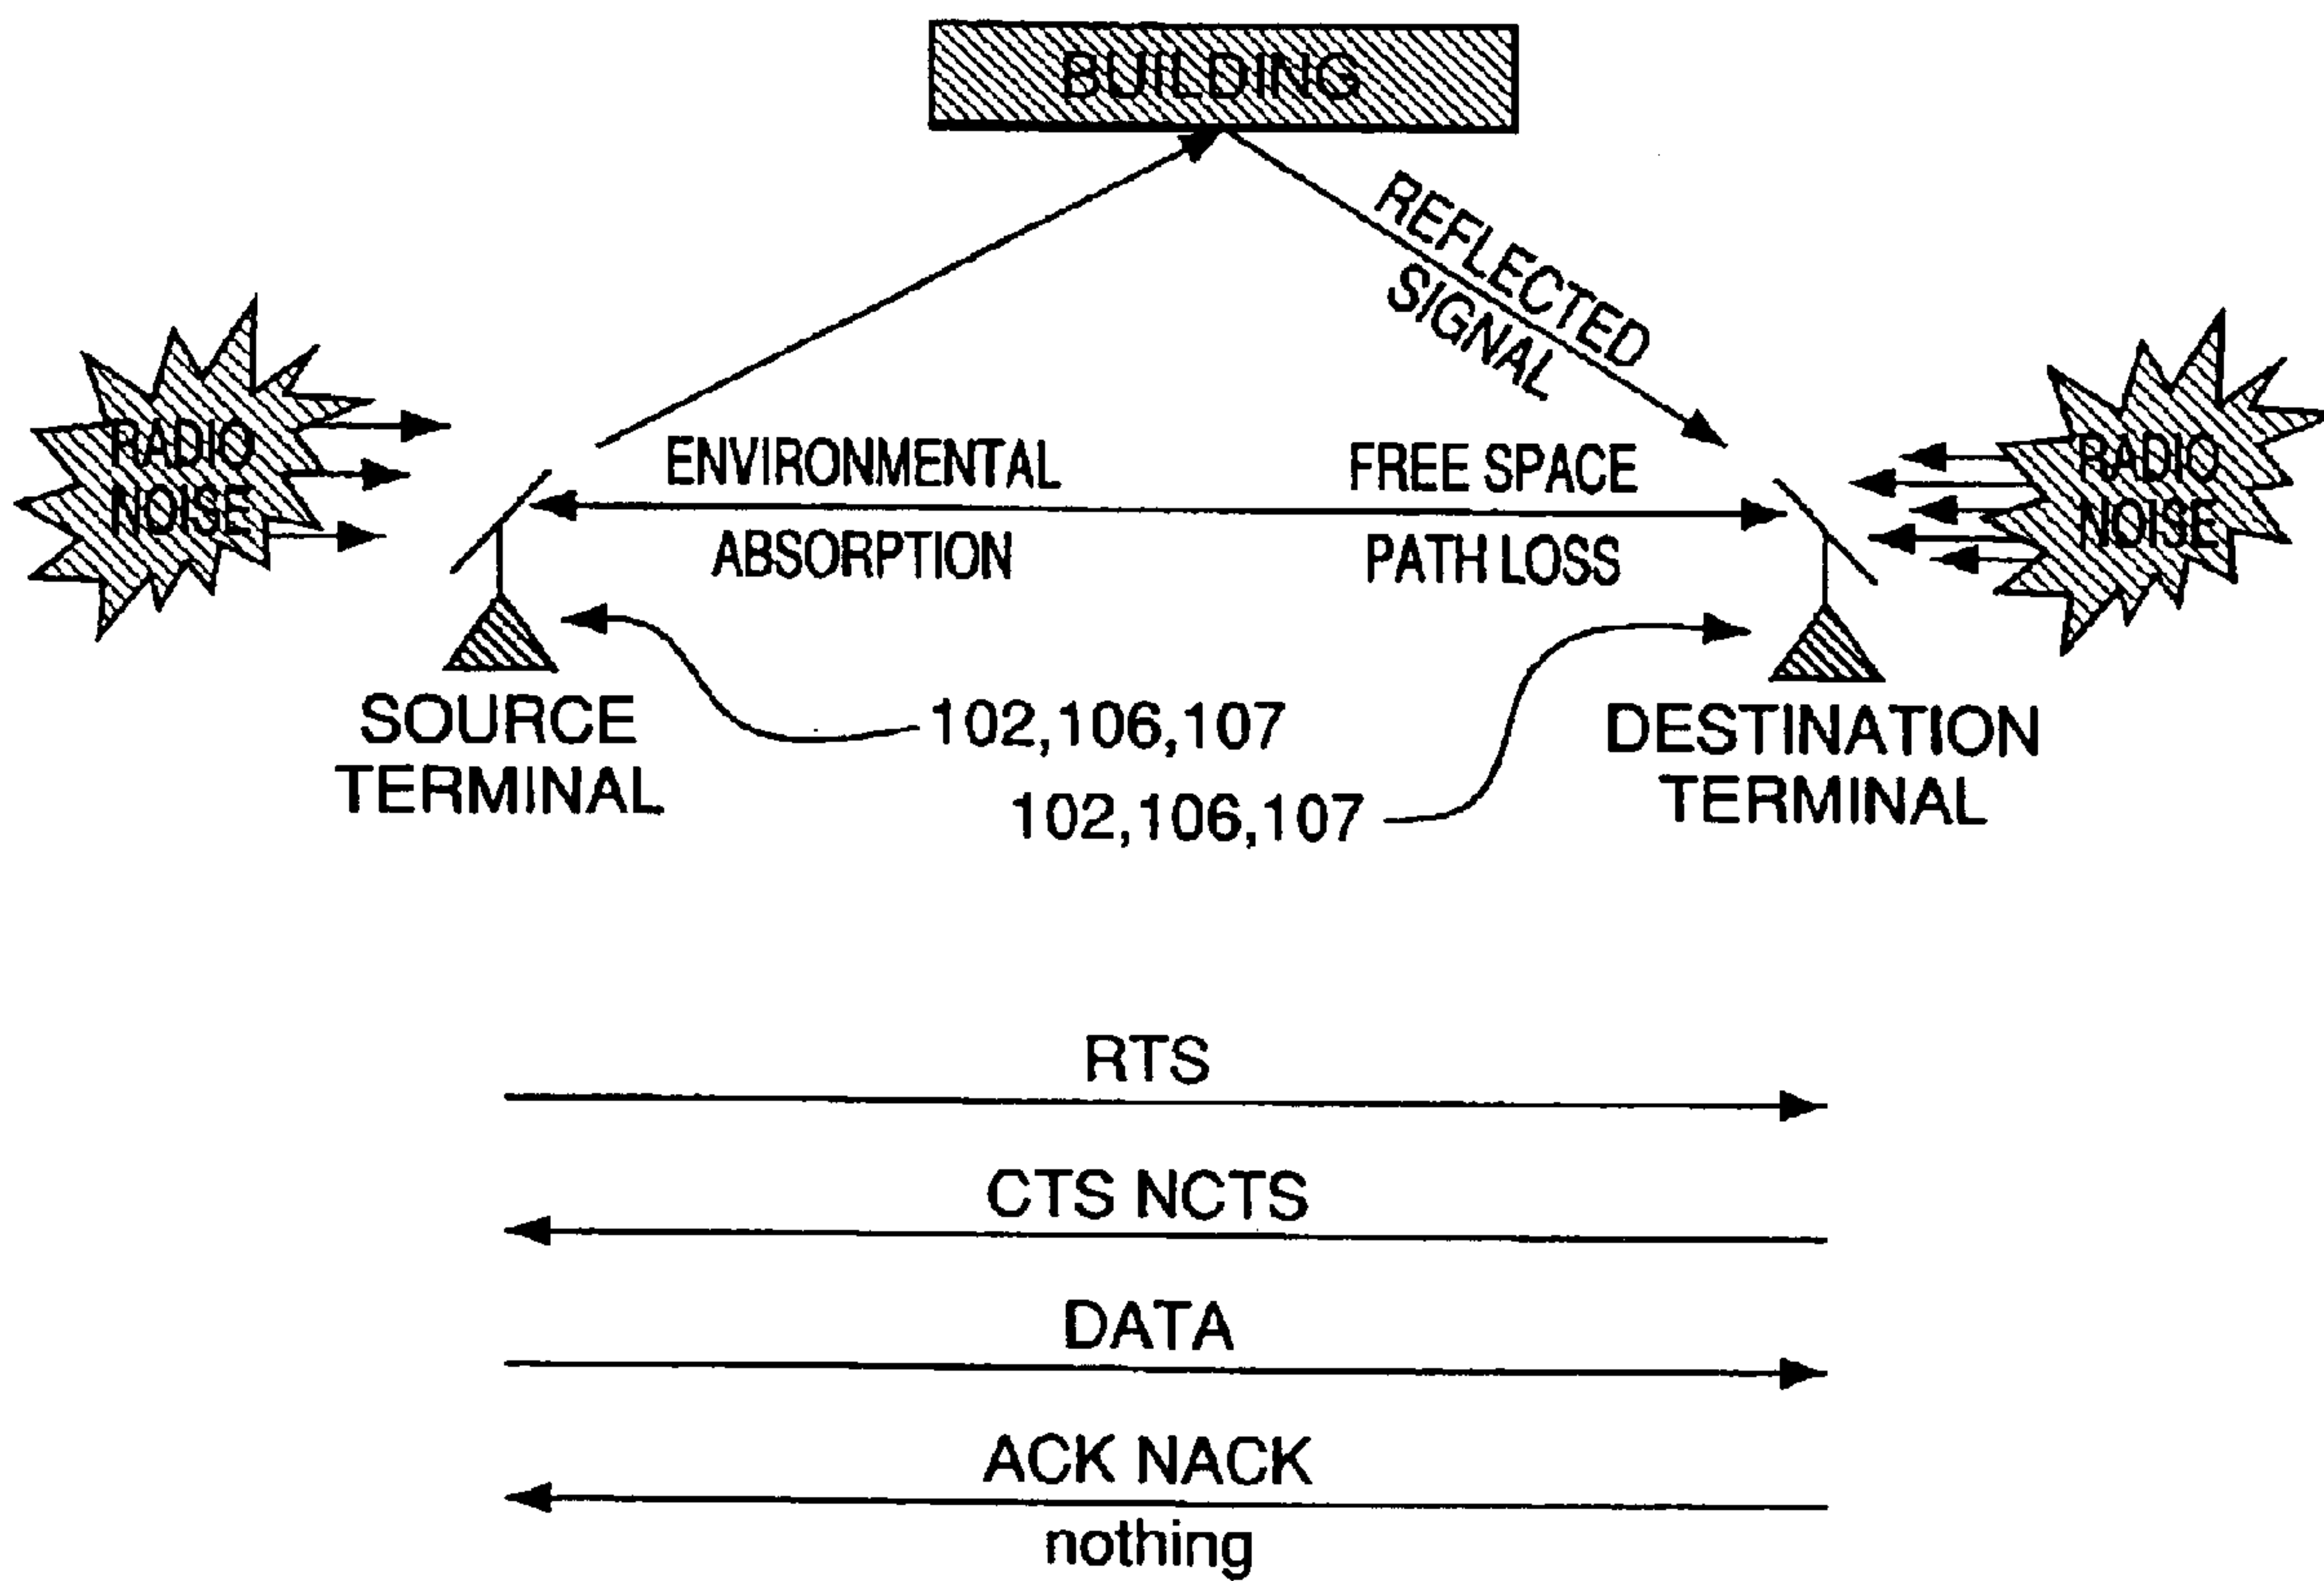 BUILDING
REFLECTED
SIGNAL
RADIO
NOISE
ENVIRONMENTAL
ABSORPTION
FREE SPACE
PATH LOSS
RADIO
NOISE
SOURCE
TERMINAL
102,106,107
102,106,107
DESTINATION
TERMINAL
RTS
CTS NCTS
DATA
ACK NACK
nothing